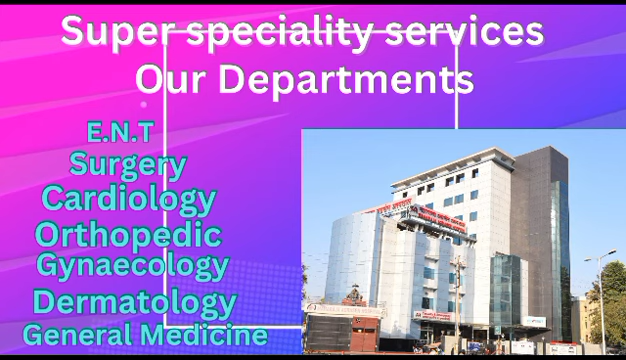 Super speciality services
Our Departments
E.N.T
Surgery
Cardiology
Orthopedic
Gynaecology
Dermatology
General Medicine